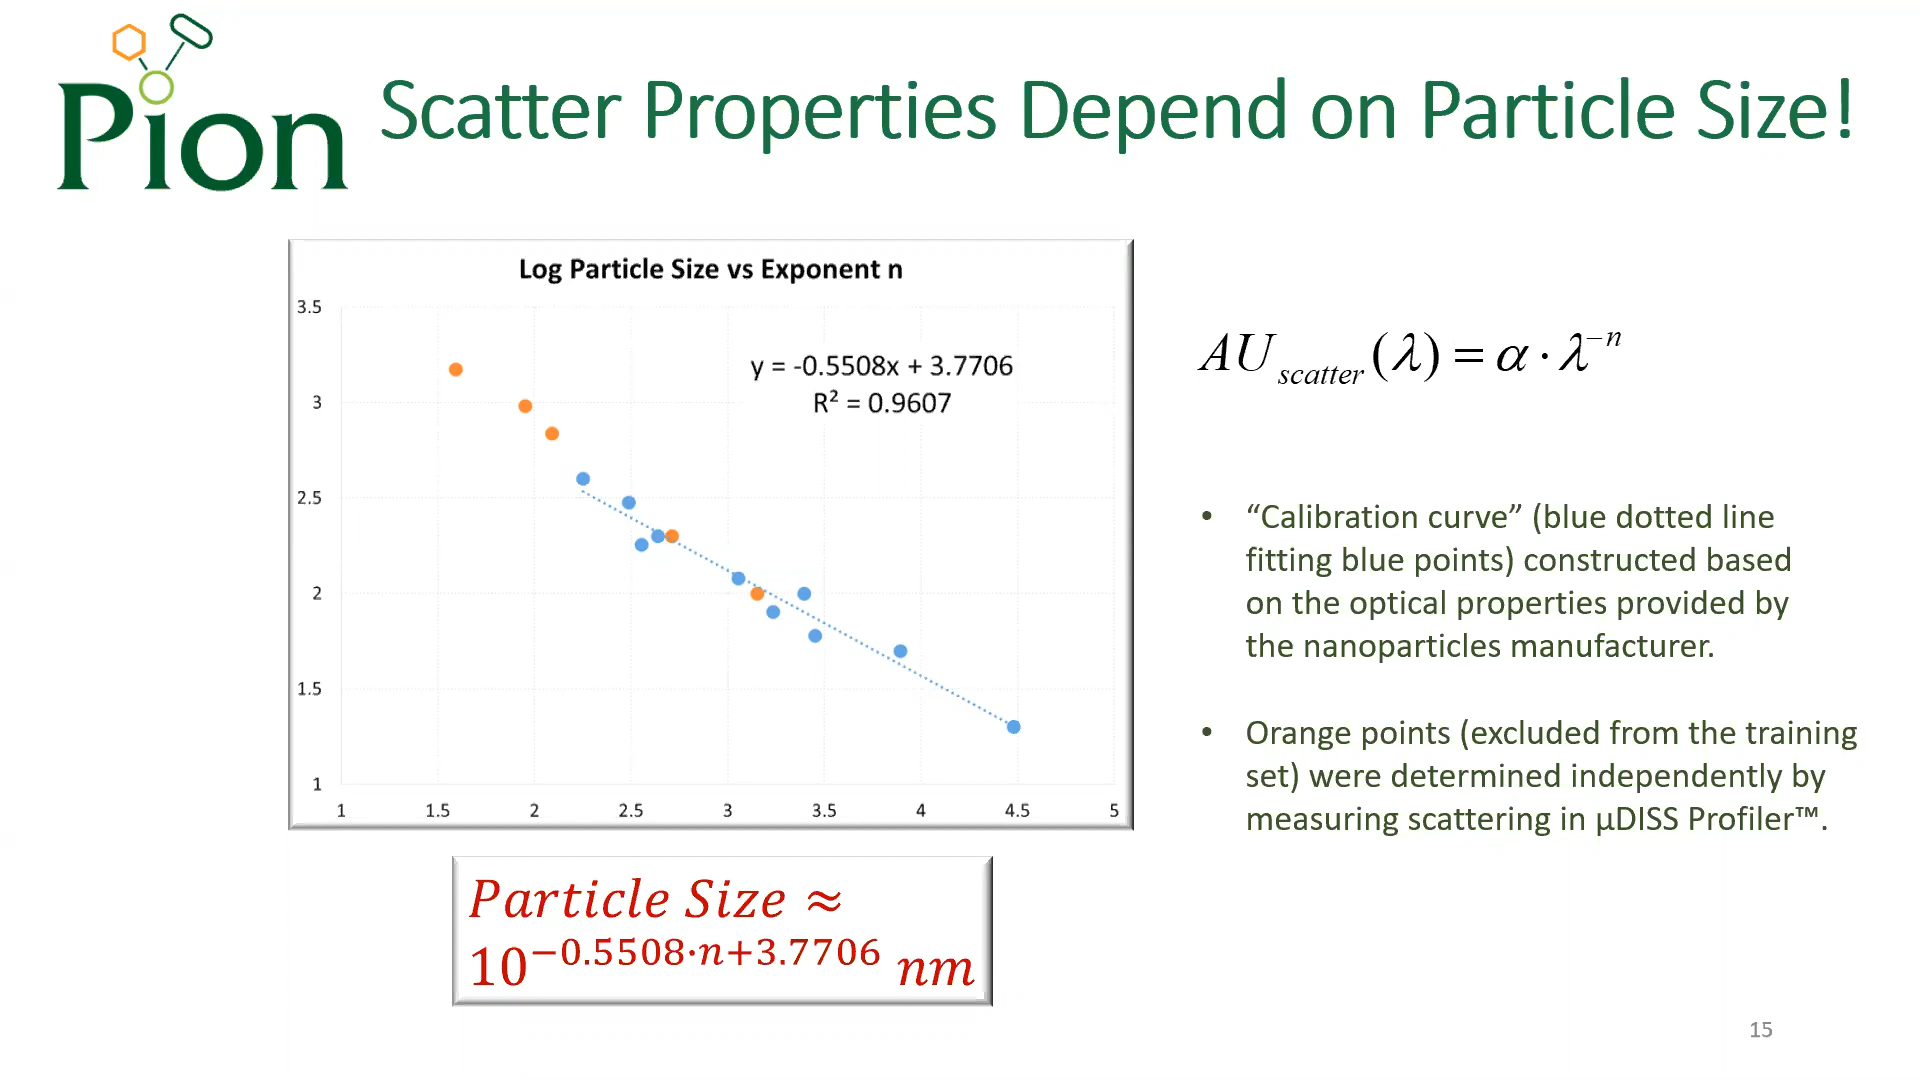 Pion
Scatter Properties Depend on Particle Size!
Log Particle Size vs Exponent n
3.5
3
2.5
2
1.5
1
1 1.5 2 2.5 3 3.5 4 4.5 5
y = -0.5508x + 3.7706
R² = 0.9607
AU_scatter(λ) = α · λ⁻ⁿ
• “Calibration curve” (blue dotted line
fitting blue points) constructed based
on the optical properties provided by
the nanoparticles manufacturer.
• Orange points (excluded from the training
set) were determined independently by
measuring scattering in µDISS Profiler™.
Particle Size ≈
10^(−0.5508·n+3.7706) nm
15